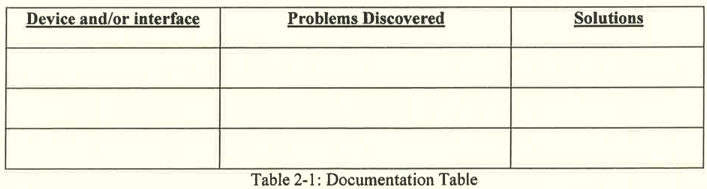 Device and/or interface Problems Discovered Solutions
Table 2-1: Documentation Table